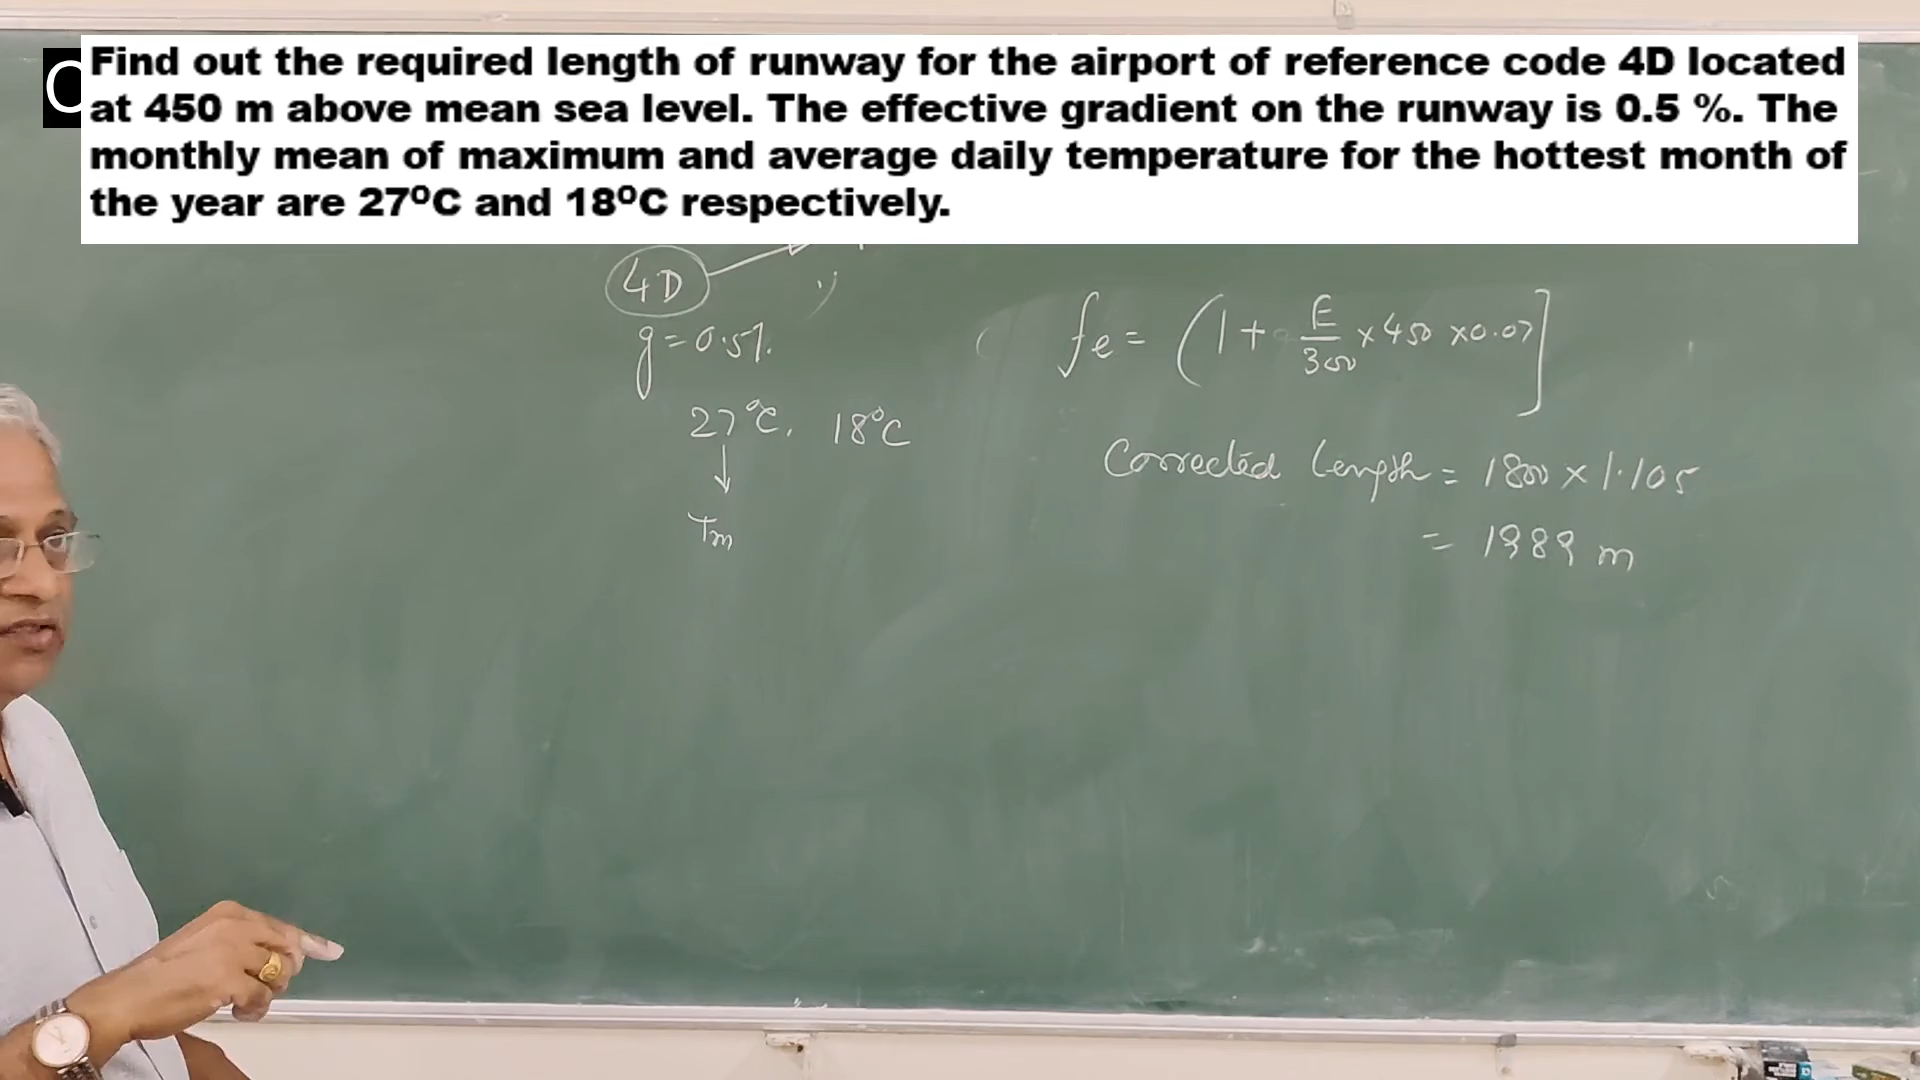 Find out the required length of runway for the airport of reference code 4D located
at 450 m above mean sea level. The effective gradient on the runway is 0.5 %. The
monthly mean of maximum and average daily temperature for the hottest month of
the year are 27⁰C and 18⁰C respectively.
4D
g = 0.5%.
27°C, 18°C
↓
Tm
fe = (1 + E/300 × 450 × 0.07]
Corrected length = 1800 × 1.105
= 1989 m